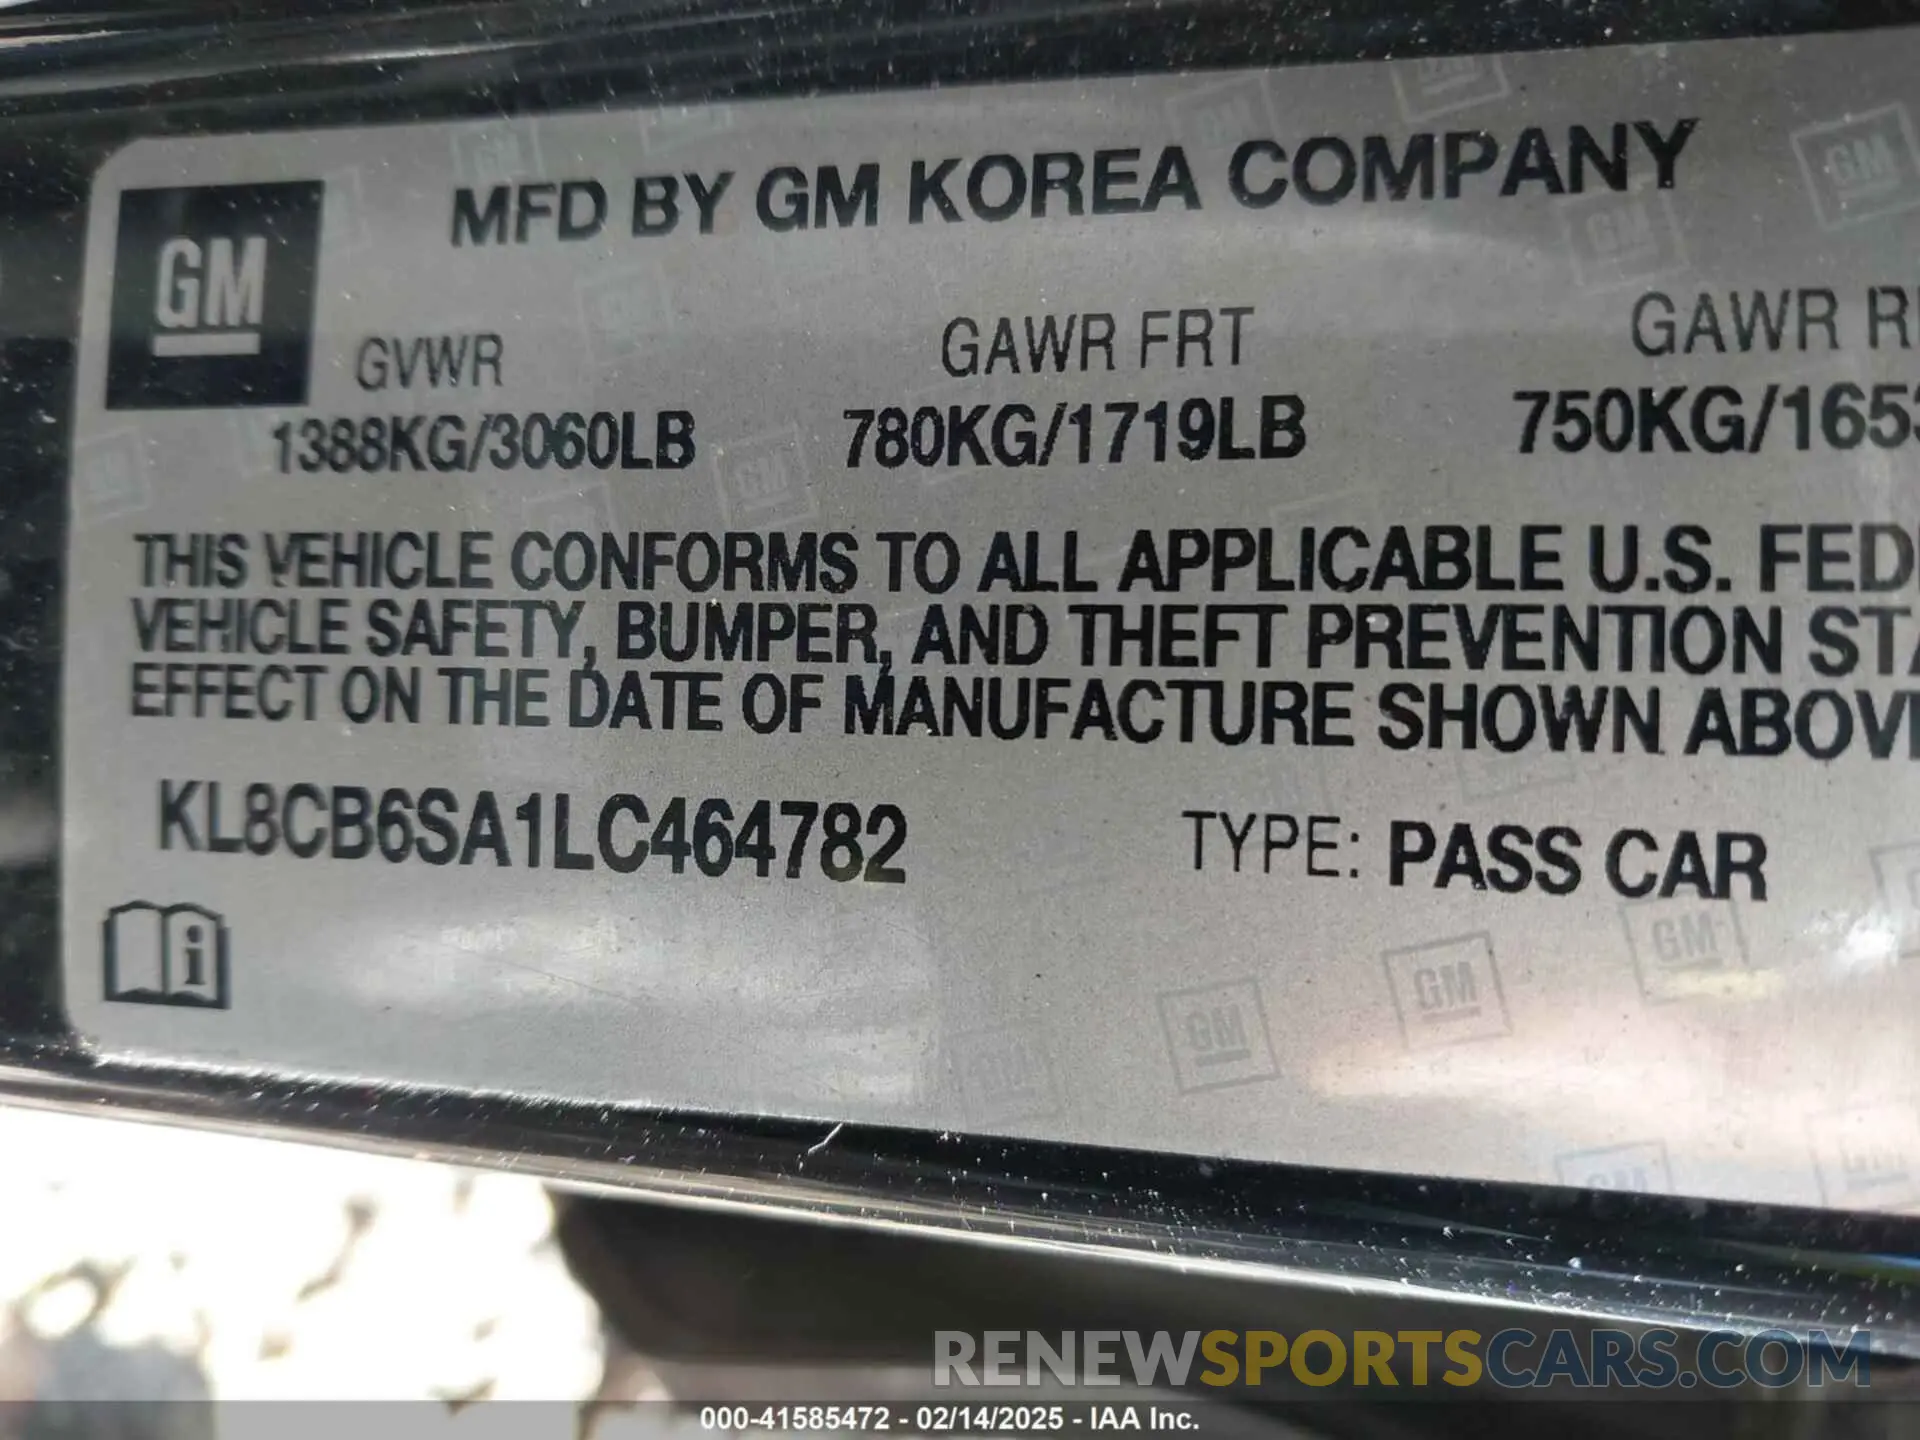 MFD BY GM KOREA COMPANY
GM
GVWR GAWR FRT GAWR R
1388KG/3060LB 780KG/1719LB 750KG/1653
THIS VEHICLE CONFORMS TO ALL APPLICABLE U.S. FED
VEHICLE SAFETY, BUMPER, AND THEFT PREVENTION STA
EFFECT ON THE DATE OF MANUFACTURE SHOWN ABOV
KL8CB6SA1LC464782 TYPE: PASS CAR
i
RENEWSPORTSCARS.COM
000-41585472 - 02/14/2025 - IAA Inc.